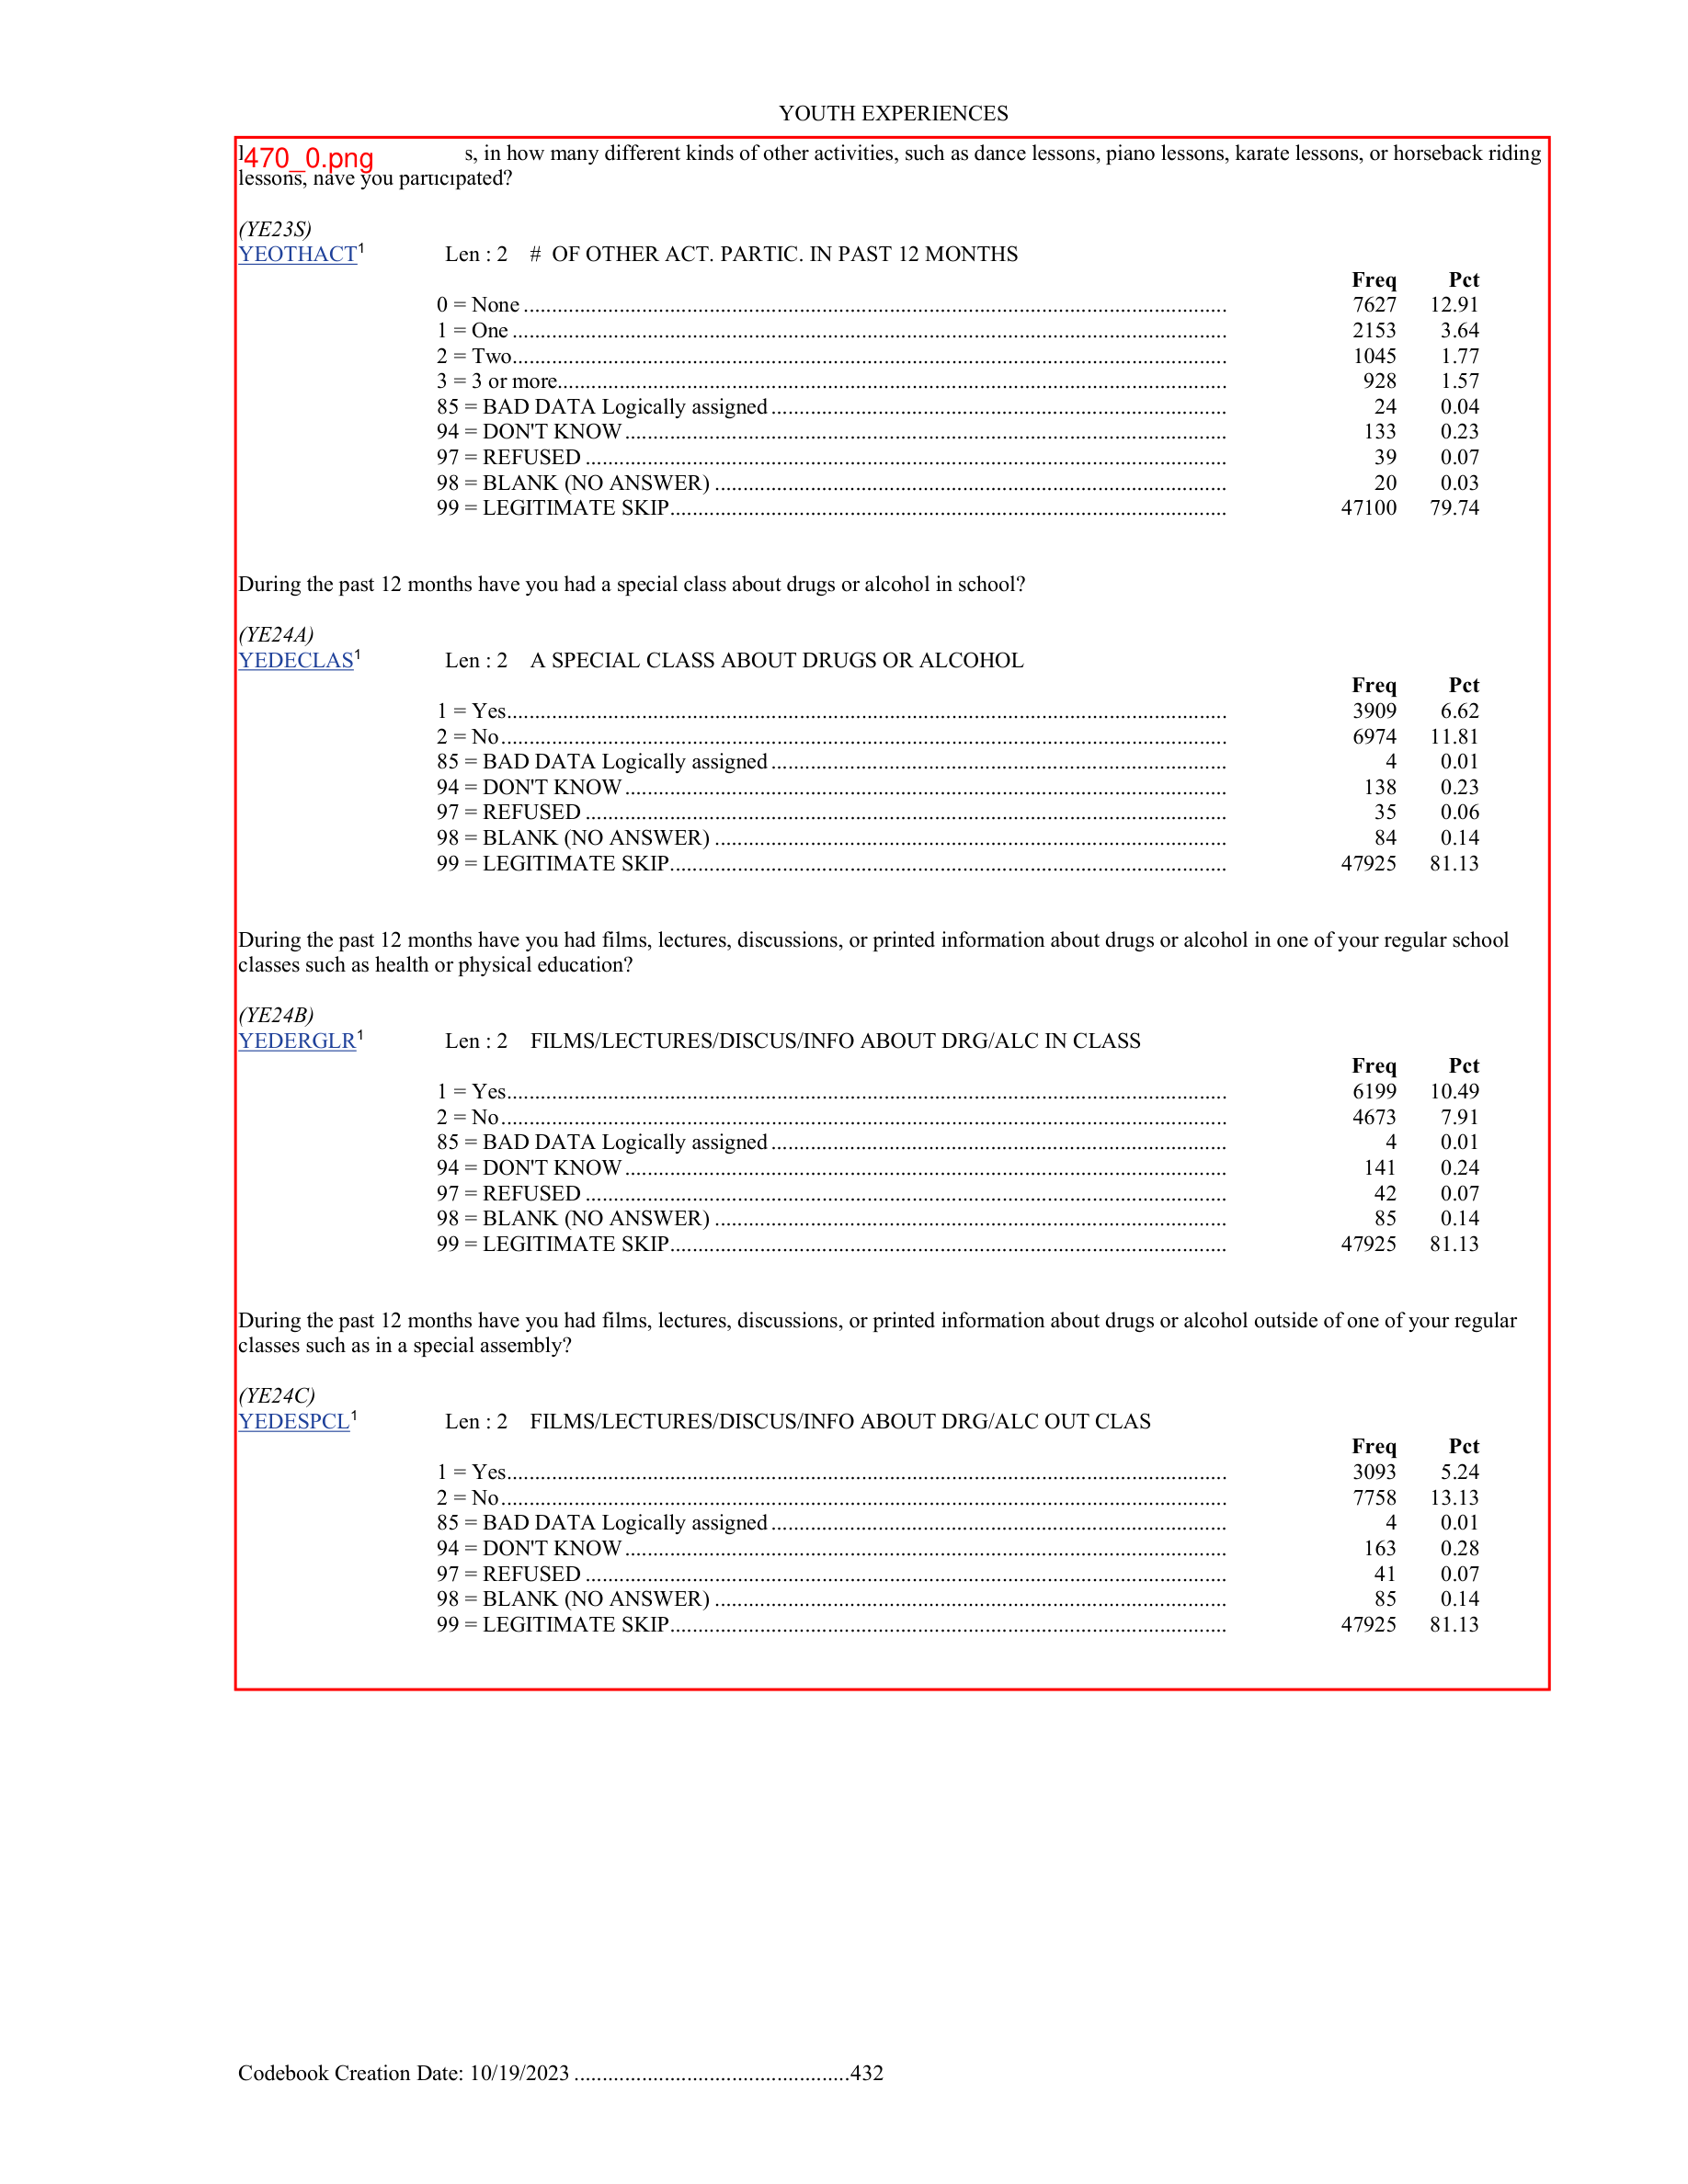 YOUTH EXPERIENCES
470_0.png s, in how many different kinds of other activities, such as dance lessons, piano lessons, karate lessons, or horseback riding
lessons, have you participated?
(YE23S)
YEOTHACT1 Len : 2 # OF OTHER ACT. PARTIC. IN PAST 12 MONTHS
Freq Pct
0 = None ............ 7627 12.91
1 = One ............ 2153 3.64
2 = Two............ 1045 1.77
3 = 3 or more............ 928 1.57
85 = BAD DATA Logically assigned ............ 24 0.04
94 = DON'T KNOW ............ 133 0.23
97 = REFUSED ............ 39 0.07
98 = BLANK (NO ANSWER) ............ 20 0.03
99 = LEGITIMATE SKIP............ 47100 79.74
During the past 12 months have you had a special class about drugs or alcohol in school?
(YE24A)
YEDECLAS1 Len : 2 A SPECIAL CLASS ABOUT DRUGS OR ALCOHOL
Freq Pct
1 = Yes............ 3909 6.62
2 = No............ 6974 11.81
85 = BAD DATA Logically assigned ............ 4 0.01
94 = DON'T KNOW ............ 138 0.23
97 = REFUSED ............ 35 0.06
98 = BLANK (NO ANSWER) ............ 84 0.14
99 = LEGITIMATE SKIP............ 47925 81.13
During the past 12 months have you had films, lectures, discussions, or printed information about drugs or alcohol in one of your regular school
classes such as health or physical education?
(YE24B)
YEDERGLR1 Len : 2 FILMS/LECTURES/DISCUS/INFO ABOUT DRG/ALC IN CLASS
Freq Pct
1 = Yes............ 6199 10.49
2 = No............ 4673 7.91
85 = BAD DATA Logically assigned ............ 4 0.01
94 = DON'T KNOW ............ 141 0.24
97 = REFUSED ............ 42 0.07
98 = BLANK (NO ANSWER) ............ 85 0.14
99 = LEGITIMATE SKIP............ 47925 81.13
During the past 12 months have you had films, lectures, discussions, or printed information about drugs or alcohol outside of one of your regular
classes such as in a special assembly?
(YE24C)
YEDESPCL1 Len : 2 FILMS/LECTURES/DISCUS/INFO ABOUT DRG/ALC OUT CLAS
Freq Pct
1 = Yes............ 3093 5.24
2 = No............ 7758 13.13
85 = BAD DATA Logically assigned ............ 4 0.01
94 = DON'T KNOW ............ 163 0.28
97 = REFUSED ............ 41 0.07
98 = BLANK (NO ANSWER) ............ 85 0.14
99 = LEGITIMATE SKIP............ 47925 81.13
Codebook Creation Date: 10/19/2023 ............432